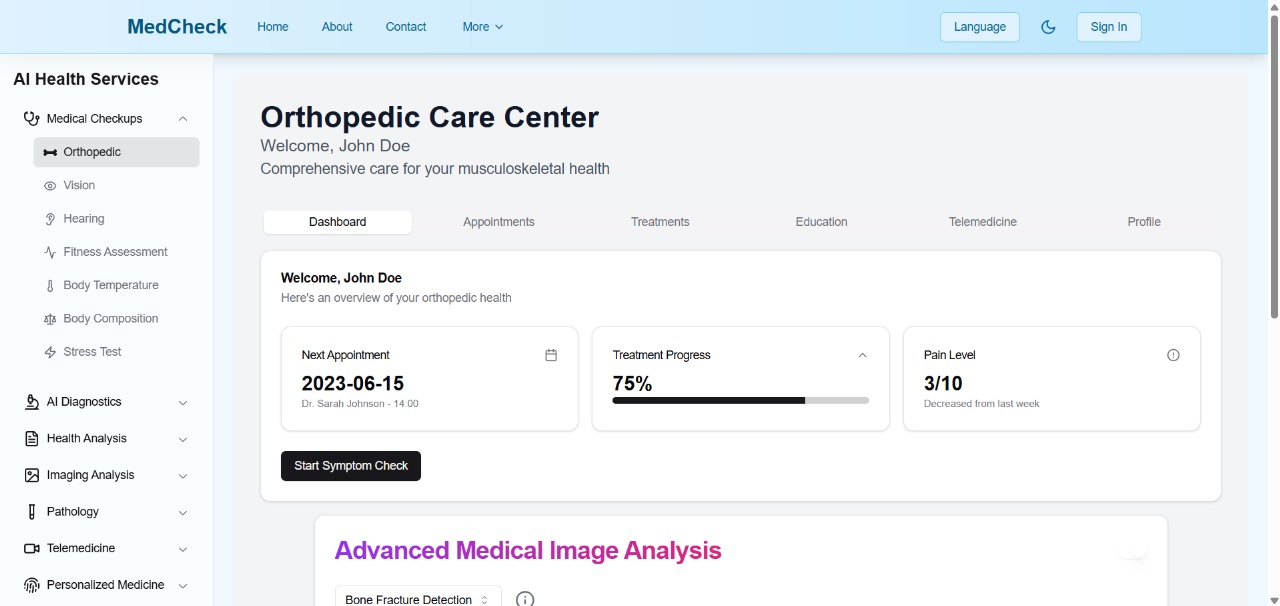 MedCheck Home About Contact More Language Sign In
AI Health Services
Medical Checkups
Orthopedic
Vision
Hearing
Fitness Assessment
Body Temperature
Body Composition
Stress Test
AI Diagnostics
Health Analysis
Imaging Analysis
Pathology
Telemedicine
Personalized Medicine
Orthopedic Care Center
Welcome, John Doe
Comprehensive care for your musculoskeletal health
Dashboard Appointments Treatments Education Telemedicine Profile
Welcome, John Doe
Here's an overview of your orthopedic health
Next Appointment
2023-06-15
Dr. Sarah Johnson - 14:00
Treatment Progress
75%
Pain Level
3/10
Decreased from last week
Start Symptom Check
Advanced Medical Image Analysis
Bone Fracture Detection